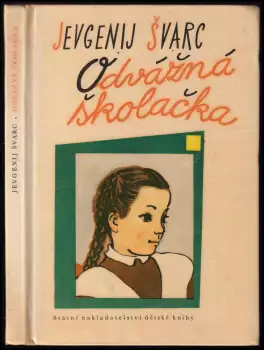 JEVGENIJ ŠVARC
Odvážná
školačka
Státní nakladatelství dětské knihy
JEVGENIJ ŠVARC . ODVÁŽNÁ ŠKOLAČKA